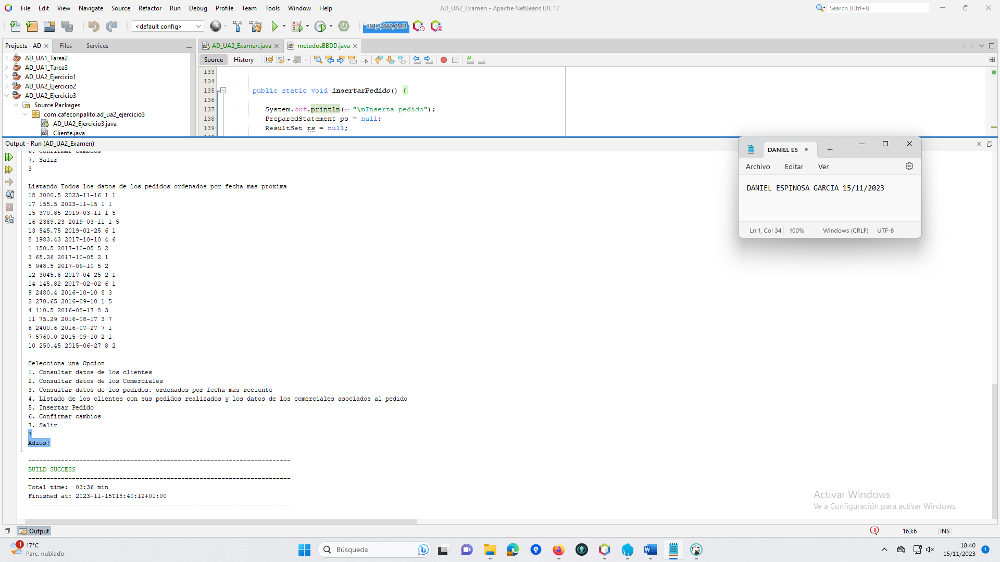 File Edit View Navigate Source Refactor Run Debug Profile Team Tools Window Help
AD_UA2_Examen - Apache NetBeans IDE 17
Search (Ctrl+I)
<default config>
391,3/660,0MB
Projects - AD
Files
Services
AD_UA2_Examen.java
metodosBBDD.java
Source
History
AD_UA1_Tarea2
AD_UA1_Tarea3
AD_UA2_Ejercicio1
AD_UA2_Ejercicio2
AD_UA2_Ejercicio3
Source Packages
com.cafeconpalito.ad_ua2_ejercicio3
AD_UA2_Ejercicio3.java
Cliente.java
133
134
135 public static void insertarPedido() {
136
137 System.out.println(x: "\nInserta pedido");
138 PreparedStatement ps = null;
139 ResultSet rs = null;
Output - Run (AD_UA2_Examen)
6. Confirmar cambios
7. Salir
3
Listando Todos los datos de los pedidos ordenados por fecha mas proxima
18 3000.5 2023-11-16 1 1
17 155.5 2023-11-15 1 1
15 370.85 2019-03-11 1 5
16 2389.23 2019-03-11 1 5
13 545.75 2019-01-25 6 1
8 1983.43 2017-10-10 4 6
1 150.5 2017-10-05 5 2
3 65.26 2017-10-05 2 1
5 948.5 2017-09-10 5 2
12 3045.6 2017-04-25 2 1
14 145.82 2017-02-02 6 1
9 2480.4 2016-10-10 8 3
2 270.65 2016-09-10 1 5
4 110.5 2016-08-17 8 3
11 75.29 2016-08-17 3 7
6 2400.6 2016-07-27 7 1
7 5760.0 2015-09-10 2 1
10 250.45 2015-06-27 8 2
Selecciona una Opcion
1. Consultar datos de los clientes
2. Consultar datos de los Comerciales
3. Consultar datos de los pedidos. ordenados por fecha mas reciente
4. Listado de los clientes con sus pedidos realizados y los datos de los comerciales asociados al pedido
5. Insertar Pedido
6. Confirmar cambios
7. Salir
7
Adios!
------------------------------------------------------------------------
BUILD SUCCESS
------------------------------------------------------------------------
Total time:  03:36 min
Finished at: 2023-11-15T18:40:12+01:00
------------------------------------------------------------------------
DANIEL ES
Archivo Editar Ver
DANIEL ESPINOSA GARCIA 15/11/2023
Ln 1, Col 34 100% Windows (CRLF) UTF-8
Activar Windows
Ve a Configuración para activar Windows.
Output
1
163:6
INS
1
17°C
Parc. nublado
Búsqueda
18:40
15/11/2023
1